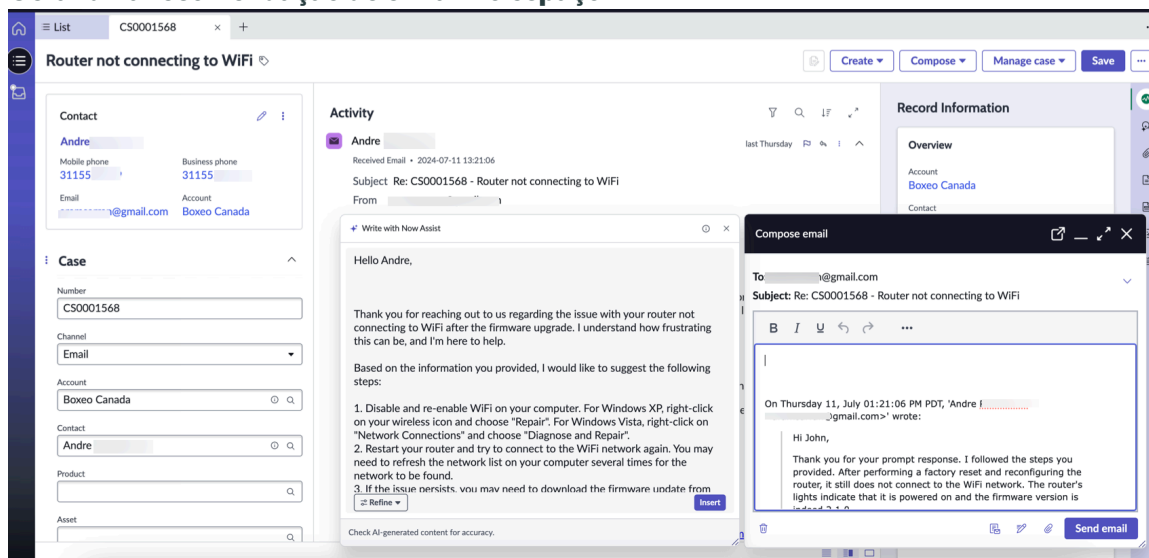 List
CS0001568 × +
Router not connecting to WiFi
Create
Compose
Manage case
Save
Contact
Andre
Mobile phone
Business phone
31155
31155
Email
Account
@gmail.com
Boxeo Canada
Case
Number
CS0001568
Channel
Email
Account
Boxeo Canada
Contact
Andre
Product
Asset
Activity
Andre
last Thursday
Received Email • 2024-07-11 13:21:06
Subject Re: CS0001568 - Router not connecting to WiFi
From
Write with Now Assist
Hello Andre,
Thank you for reaching out to us regarding the issue with your router not
connecting to WiFi after the firmware upgrade. I understand how frustrating
this can be, and I'm here to help.
Based on the information you provided, I would like to suggest the following
steps:
1. Disable and re-enable WiFi on your computer. For Windows XP, right-click
on your wireless icon and choose "Repair". For Windows Vista, right-click on
"Network Connections" and choose "Diagnose and Repair".
2. Restart your router and try to connect to the WiFi network again. You may
need to refresh the network list on your computer several times for the
network to be found.
3. If the issue persists, you may need to download the firmware update from
Refine
Insert
Check AI-generated content for accuracy.
Record Information
Overview
Account
Boxeo Canada
Contact
Compose email
To @gmail.com
Subject: Re: CS0001568 - Router not connecting to WiFi
B I U
On Thursday 11, July 01:21:06 PM PDT, 'Andre
@gmail.com>' wrote:
Hi John,
Thank you for your prompt response. I followed the steps you
provided. After performing a factory reset and reconfiguring the
router, it still does not connect to the WiFi network. The router's
lights indicate that it is powered on and the firmware version is
Send email